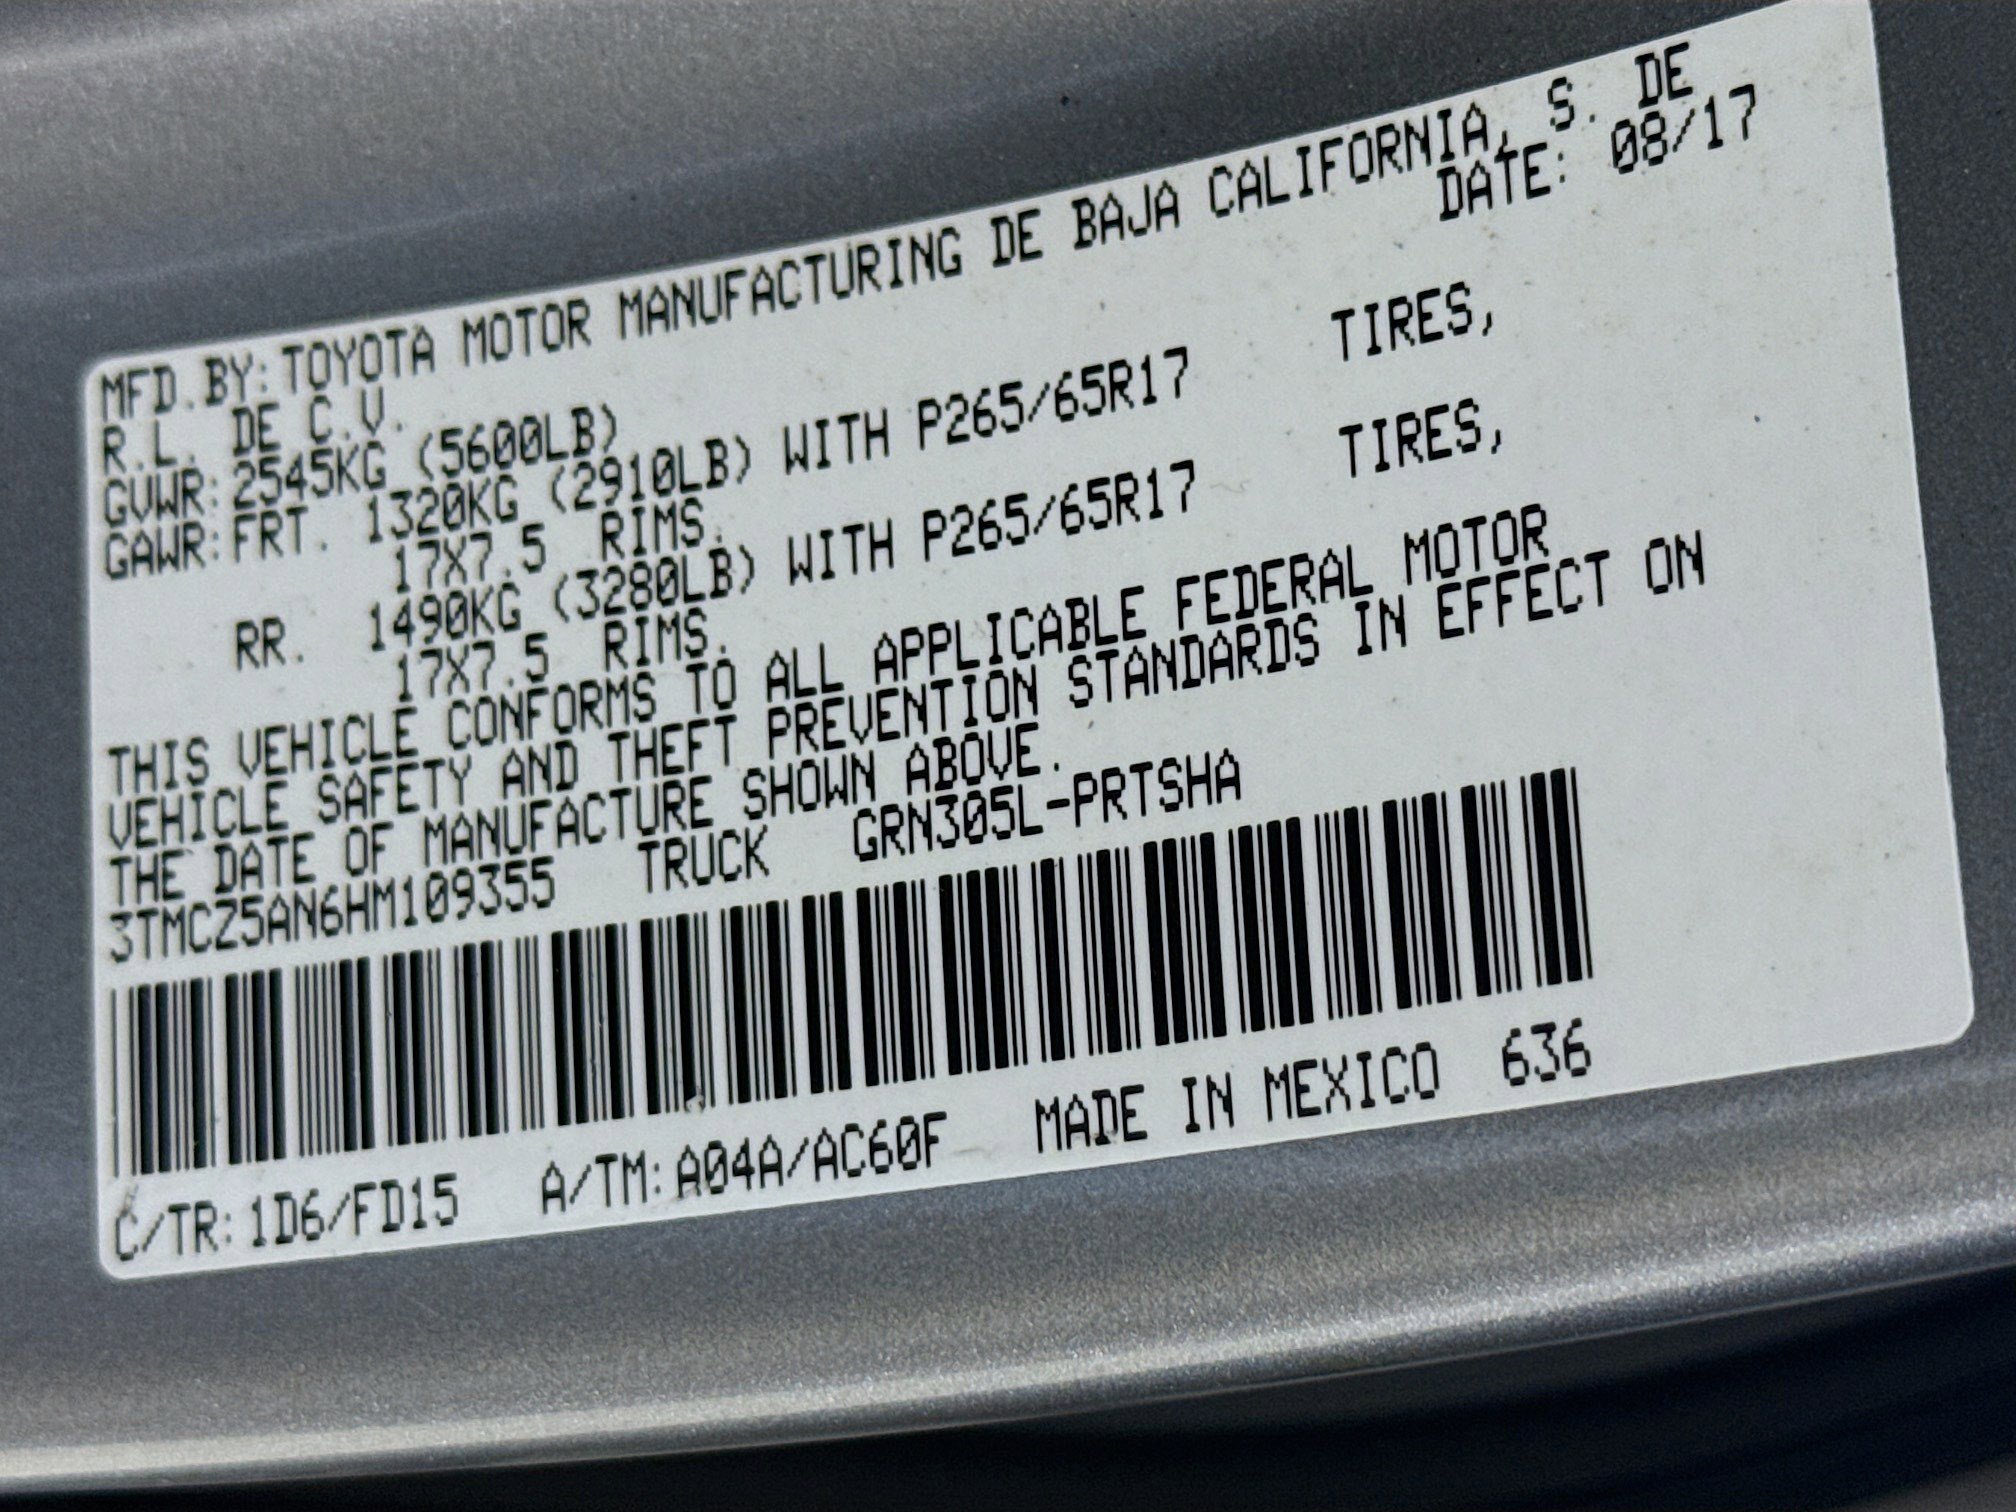 MFD.BY:TOYOTA MOTOR MANUFACTURING DE BAJA CALIFORNIA, S. DE
R.L. DE C.V. DATE: 08/17
GVWR:2545KG (5600LB)
GAWR:FRT. 1320KG (2910LB) WITH P265/65R17 TIRES,
17X7.5 RIMS.
RR. 1490KG (3280LB) WITH P265/65R17 TIRES,
17X7.5 RIMS.
THIS VEHICLE CONFORMS TO ALL APPLICABLE FEDERAL MOTOR
VEHICLE SAFETY AND THEFT PREVENTION STANDARDS IN EFFECT ON
THE DATE OF MANUFACTURE SHOWN ABOVE.
3TMCZ5AN6HM109355 TRUCK GRN305L-PRTSHA
C/TR:1D6/FD15 A/TM:A04A/AC60F MADE IN MEXICO 636